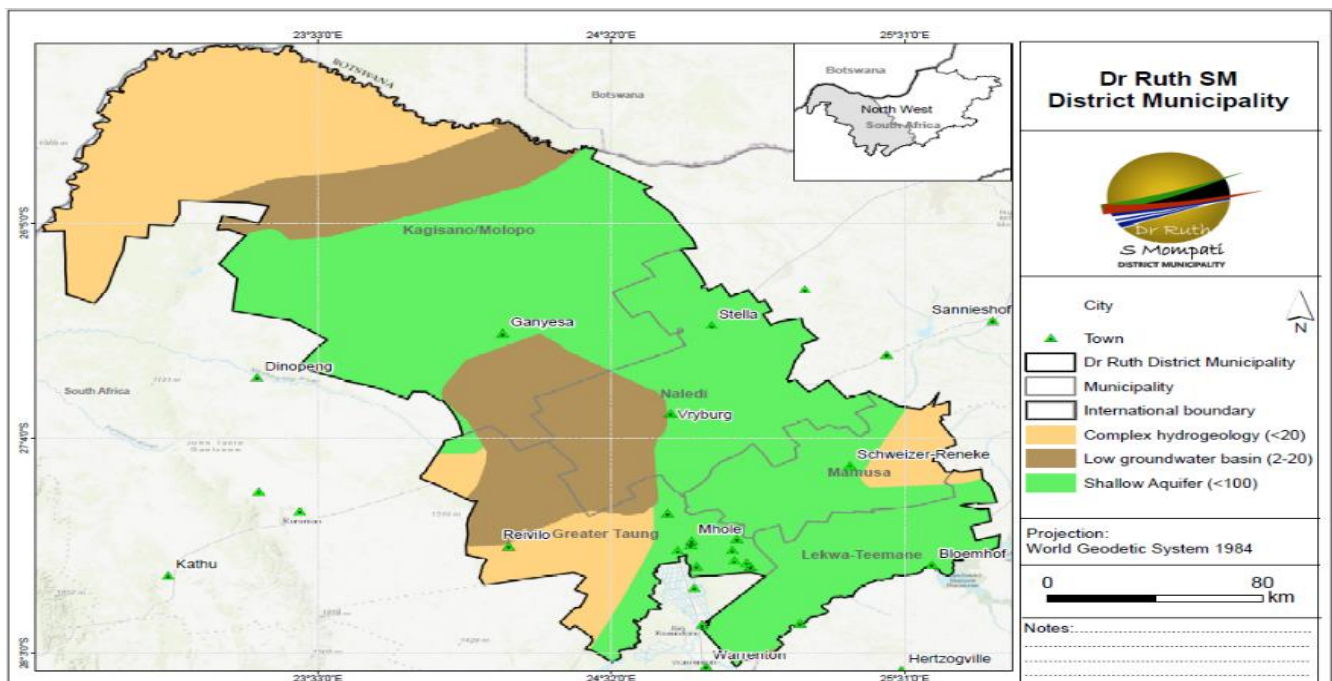 23°33'0"E
24°32'0"E
25°31'0"E
BOTSWANA
BOTSWANA
Botswana
Botswana
North West
South Africa
26°5'0"S
Kagisano/Molopo
Ganyesa
Stella
Sannieshof
Dinopeng
South Africa
Naledi
Vryburg
27°4'0"S
Schweizer-Reneke
Mamusa
Kuruman
Reivilo
Greater Taung
Mhole
Lekwa-Teemane
Bloemhof
Kathu
Warrenton
Hertzogville
23°33'0"E
24°32'0"E
25°31'0"E
Dr Ruth SM
District Municipality
Dr Ruth
S Mompati
DISTRICT MUNICIPALITY
City
Town
N
Dr Ruth District Municipality
Municipality
International boundary
Complex hydrogeology (<20)
Low groundwater basin (2-20)
Shallow Aquifer (<100)
Projection:
World Geodetic System 1984
0 80
km
Notes: